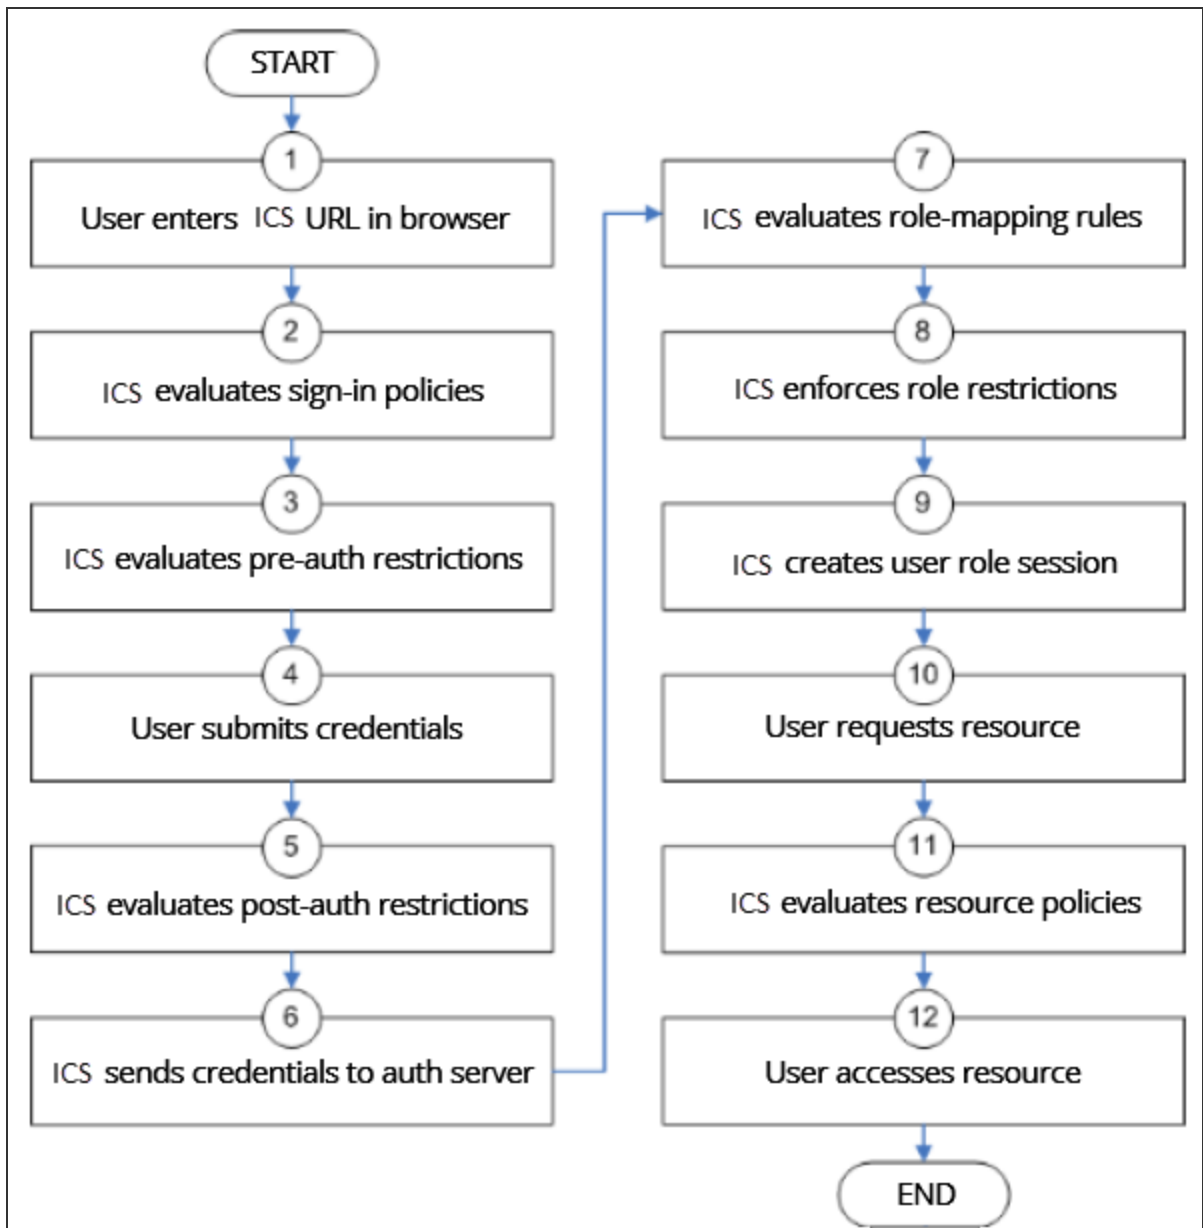 START
1
User enters ICS URL in browser
2
ICS evaluates sign-in policies
3
ICS evaluates pre-auth restrictions
4
User submits credentials
5
ICS evaluates post-auth restrictions
6
ICS sends credentials to auth server
7
ICS evaluates role-mapping rules
8
ICS enforces role restrictions
9
ICS creates user role session
10
User requests resource
11
ICS evaluates resource policies
12
User accesses resource
END